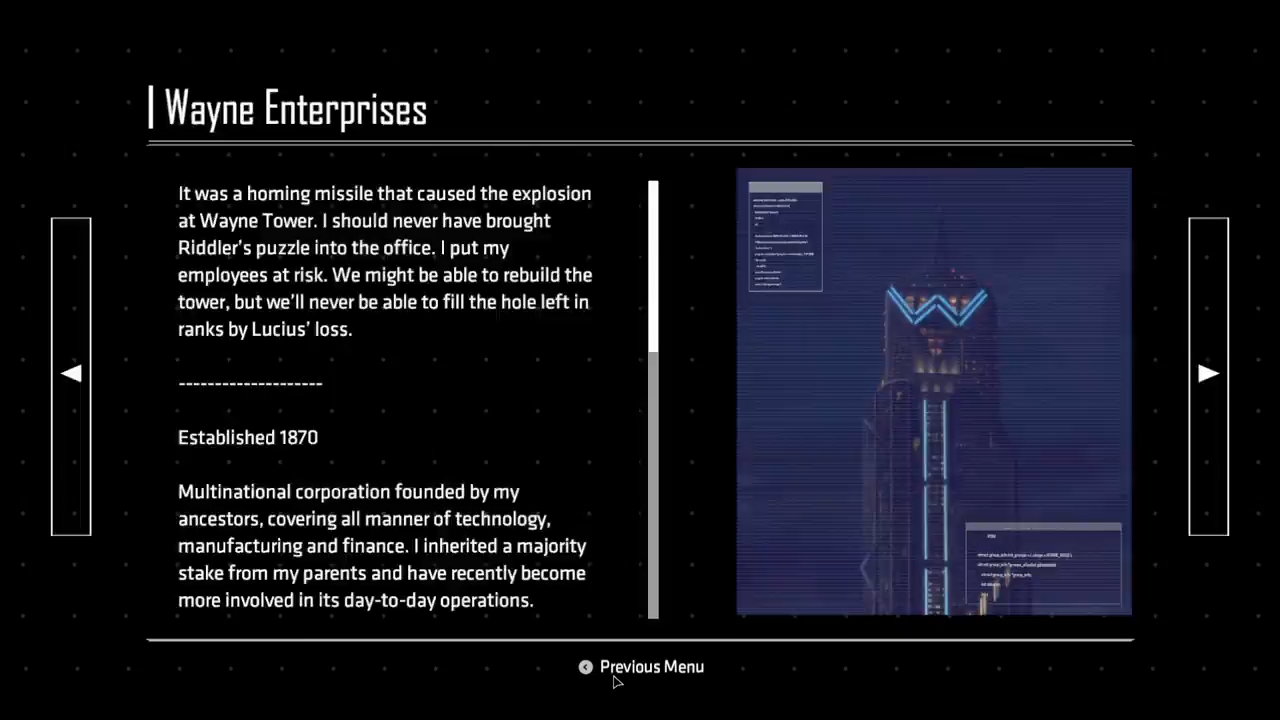 Wayne Enterprises
It was a homing missile that caused the explosion
at Wayne Tower. I should never have brought
Riddler's puzzle into the office. I put my
employees at risk. We might be able to rebuild the
tower, but we'll never be able to fill the hole left in
ranks by Lucius' loss.
--------------------
Established 1870
Multinational corporation founded by my
ancestors, covering all manner of technology,
manufacturing and finance. I inherited a majority
stake from my parents and have recently become
more involved in its day-to-day operations.
Previous Menu